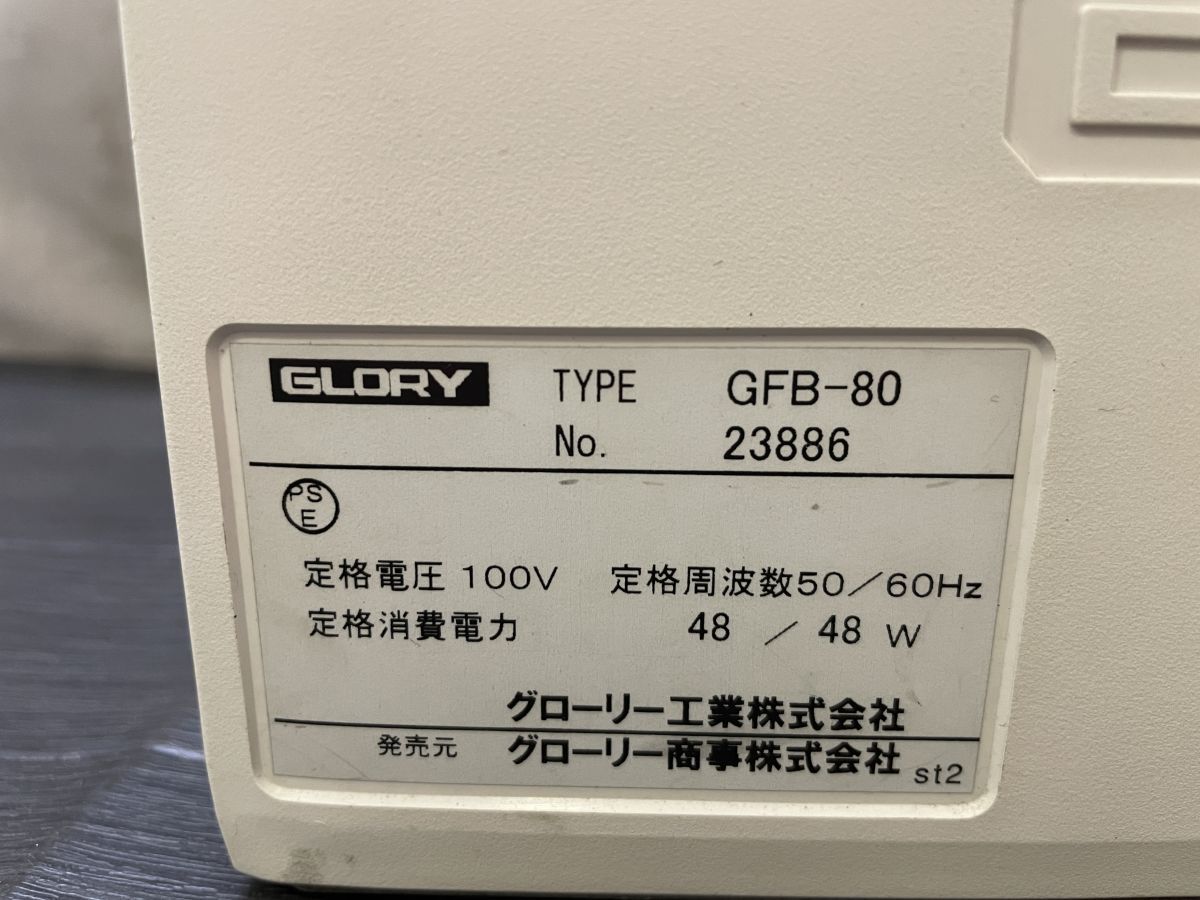 GLORY TYPE GFB-80
No. 23886
PS
E
定格電圧 100V 定格周波数50/60Hz
定格消費電力 48 / 48 W
グローリー工業株式会社
発売元 グローリー商事株式会社 st2